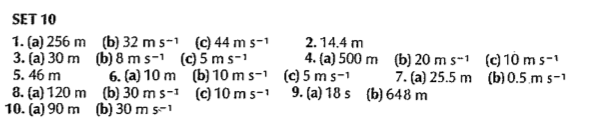 SET 10
1. (a) 256 m (b) 32 m s⁻¹ (c) 44 m s⁻¹ 2. 14.4 m
3. (a) 30 m (b) 8 m s⁻¹ (c) 5 m s⁻¹ 4. (a) 500 m (b) 20 m s⁻¹ (c) 10 m s⁻¹
5. 46 m 6. (a) 10 m (b) 10 m s⁻¹ (c) 5 m s⁻¹ 7. (a) 25.5 m (b) 0.5 m s⁻¹
8. (a) 120 m (b) 30 m s⁻¹ (c) 10 m s⁻¹ 9. (a) 18 s (b) 648 m
10. (a) 90 m (b) 30 m s⁻¹